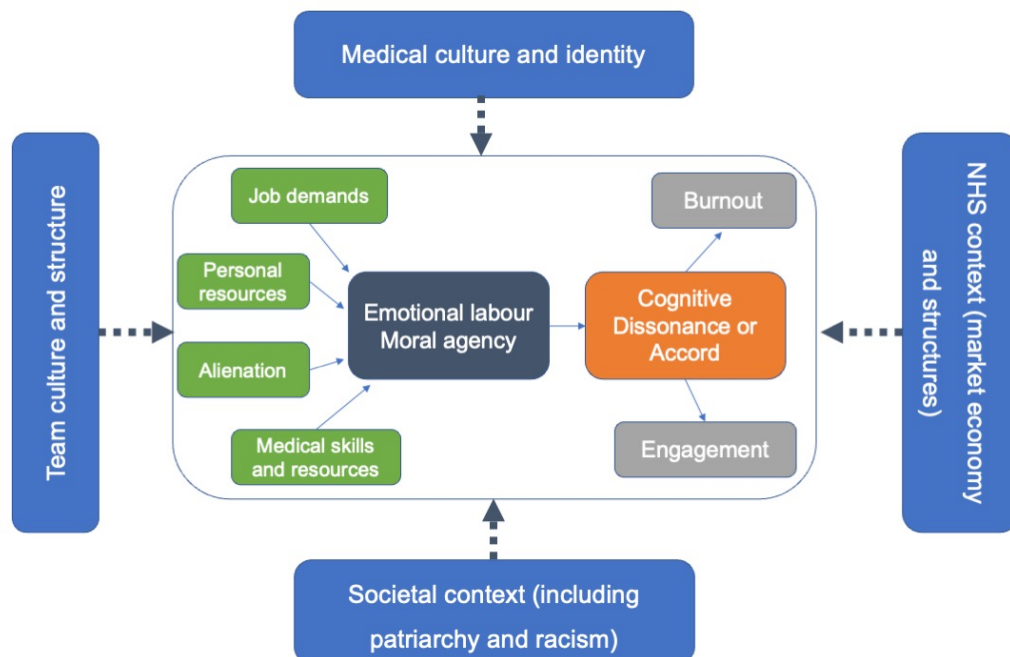 Medical culture and identity
Team culture and structure
Job demands
Personal
resources
Alienation
Medical skills
and resources
Emotional labour
Moral agency
Cognitive
Dissonance or
Accord
Burnout
Engagement
NHS context (market economy
and structures)
Societal context (including
patriarchy and racism)